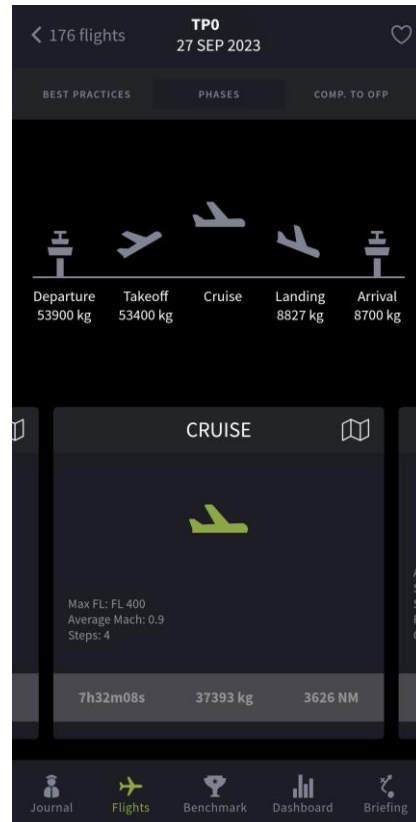 176 flights
TP0
27 SEP 2023
BEST PRACTICES PHASES COMP. TO OFP
Departure Takeoff Cruise Landing Arrival
53900 kg 53400 kg 8827 kg 8700 kg
CRUISE
Max FL: FL 400
Average Mach: 0.9
Steps: 4
7h32m08s 37393 kg 3626 NM
Journal Flights Benchmark Dashboard Briefing